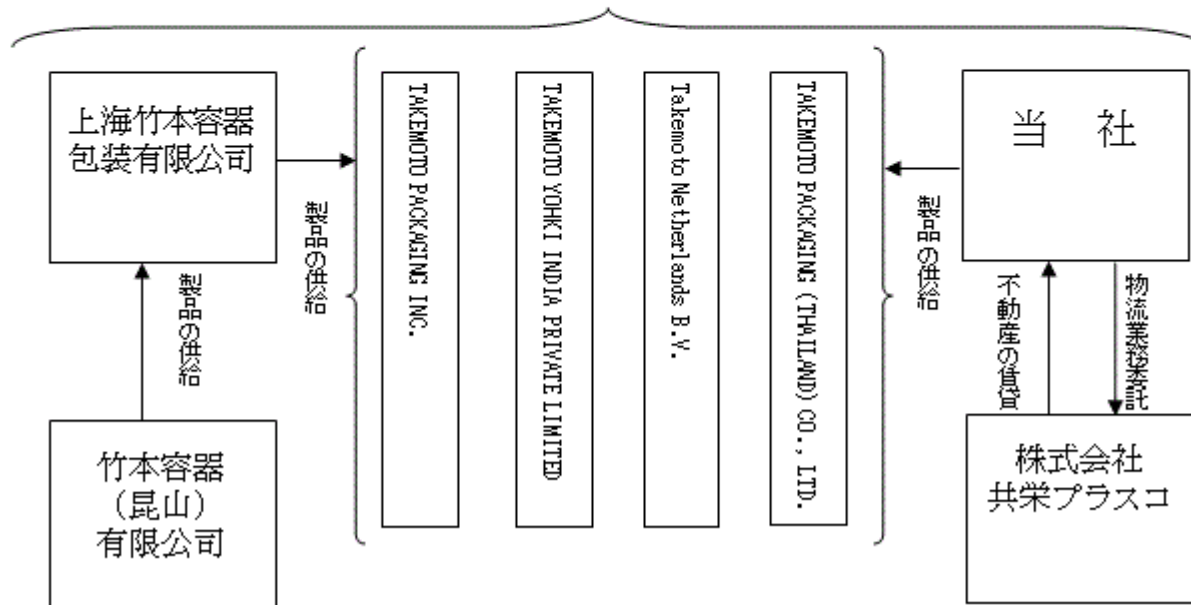 上海竹本容器
包装有限公司
製品の供給
製品の供給
竹本容器
(昆山)
有限公司
TAKEMOTO PACKAGING INC.
TAKEMOTO YOHKI INDIA PRIVATE LIMITED
Takemoto Netherlands B.V.
TAKEMOTO PACKAGING (THAILAND) CO., LTD.
製品の供給
当 社
不動産の賃貸
物流業務委託
株式会社
共栄プラスコ